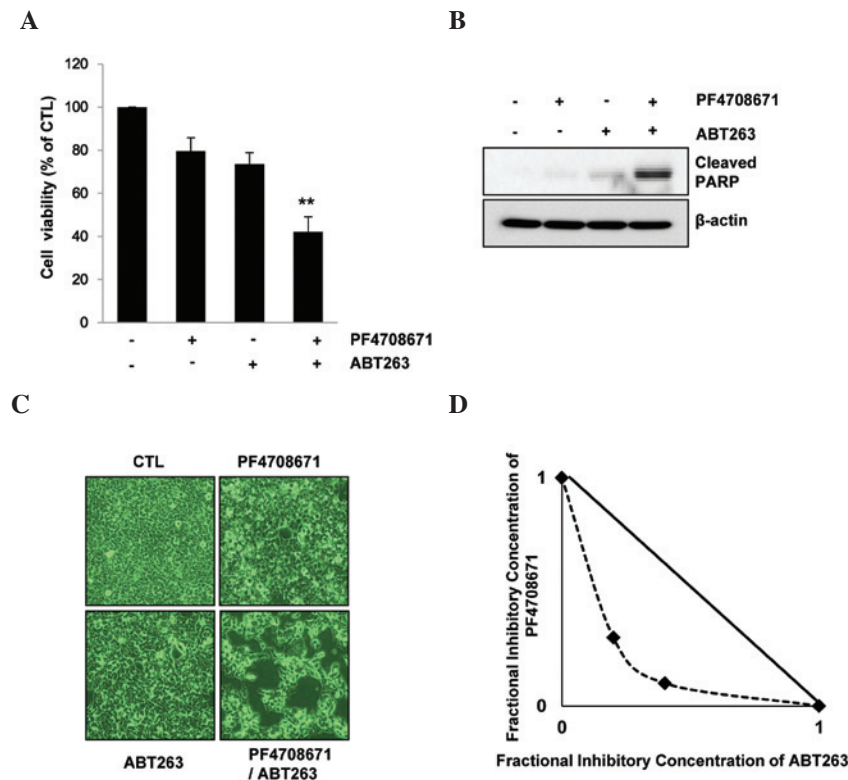 A
Cell viability (% of CTL)
120
100
80
60
40
20
0
**
- + - + PF4708671
- - + + ABT263
B
- + - + PF4708671
- - + + ABT263
Cleaved
PARP
β-actin
C
CTL PF4708671
ABT263 PF4708671
/ ABT263
D
Fractional Inhibitory Concentration of
PF4708671
1
0
0 1
Fractional Inhibitory Concentration of ABT263